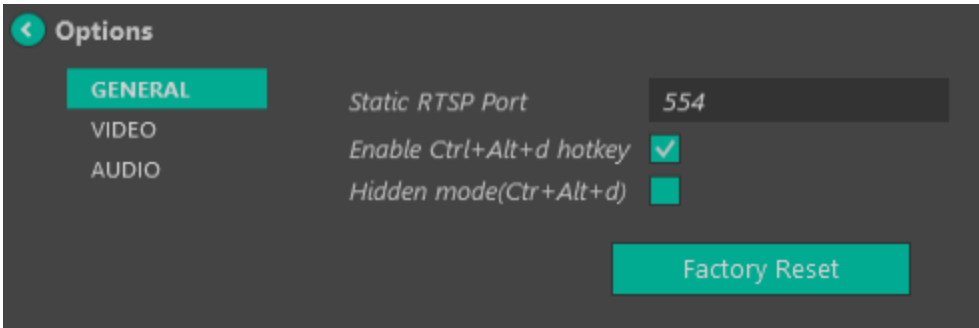 Options
GENERAL
VIDEO
AUDIO
Static RTSP Port 554
Enable Ctrl+Alt+d hotkey
Hidden mode(Ctr+Alt+d)
Factory Reset